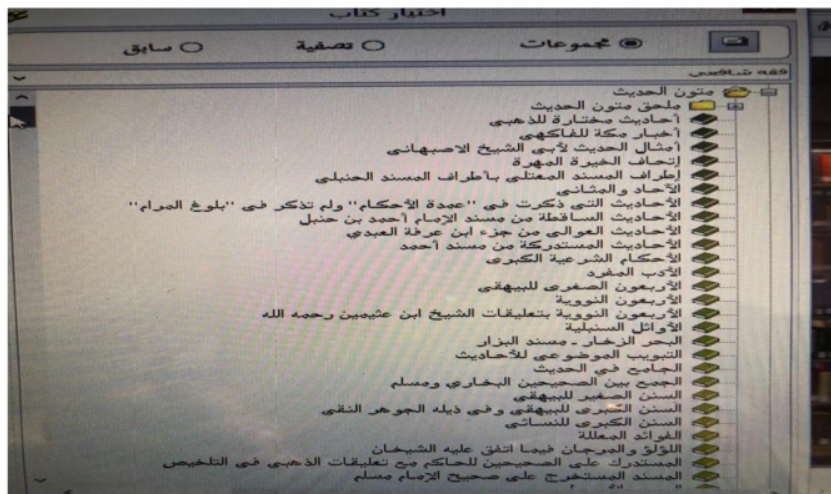 اختيار كتاب
مجموعات تصفية سابق
فقه شافعي
متون الحديث
ملحق متون الحديث
أحاديث مختارة للذهبي
أخبار مكة للفاكهي
أمثال الحديث لأبي الشيخ الاصبهاني
إتحاف الخيرة المهرة
إطراف المسند المعتلي بأطراف المسند الحنبلي
الآحاد والمثاني
الأحاديث التي ذكرت في "عمدة الأحكام" ولم تذكر في "بلوغ المرام"
الأحاديث الساقطة من مسند الإمام أحمد بن حنبل
الأحاديث العوالي من جزء ابن عرفة العبدي
الأحاديث المستدركة من مسند أحمد
الأحكام الشرعية الكبرى
الأدب المفرد
الأربعون الصغرى للبيهقي
الأربعون النووية
الأربعون النووية بتعليقات الشيخ ابن عثيمين رحمه الله
الأوائل السنبلية
البحر الزخار ـ مسند البزار
التبويب الموضوعي للأحاديث
الجامع في الحديث
الجمع بين الصحيحين البخاري ومسلم
السنن الصغير للبيهقي
السنن الكبرى للبيهقي وفي ذيله الجوهر النقي
السنن الكبرى للنسائي
الفوائد المعللة
اللؤلؤ والمرجان فيما اتفق عليه الشيخان
المستدرك على الصحيحين للحاكم مع تعليقات الذهبي في التلخيص
المسند المستخرج على صحيح الإمام مسلم